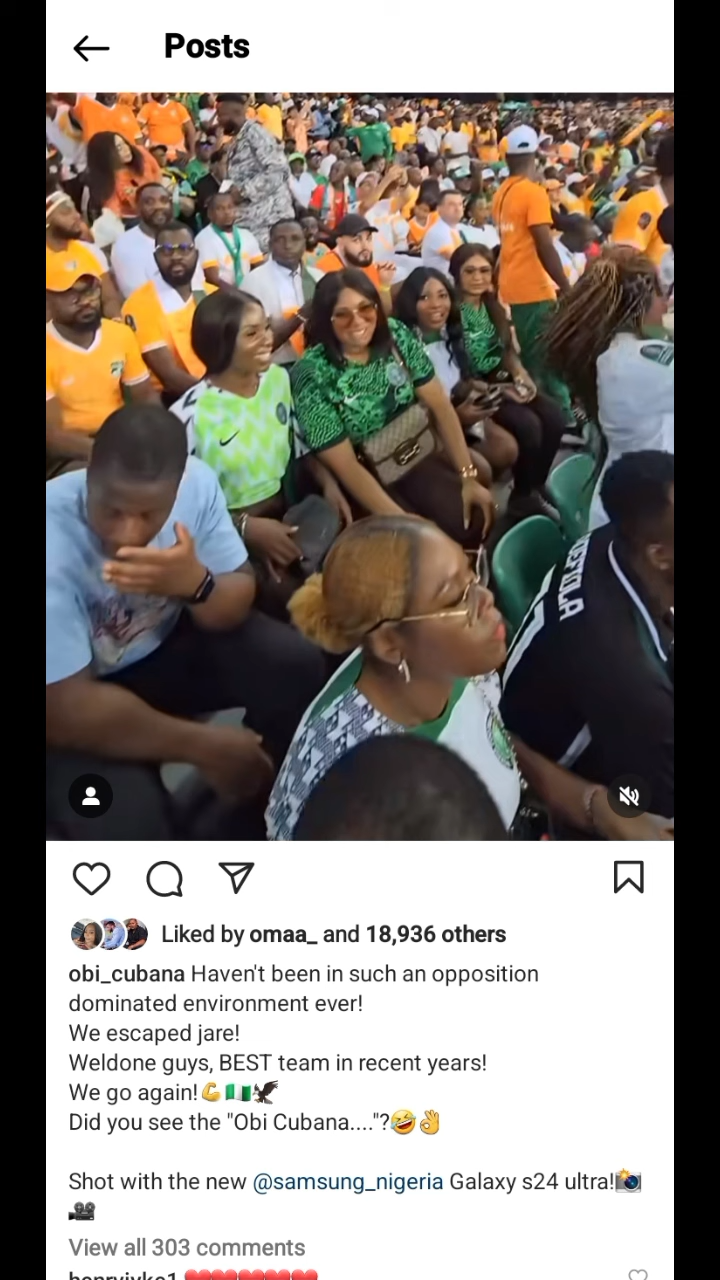 Posts
Liked by omaa_ and 18,936 others
obi_cubana Haven't been in such an opposition
dominated environment ever!
We escaped jare!
Weldone guys, BEST team in recent years!
We go again!💪🇳🇬🦅
Did you see the "Obi Cubana...."?🤣👌
Shot with the new @samsung_nigeria Galaxy s24 ultra!📸
🎥
View all 303 comments